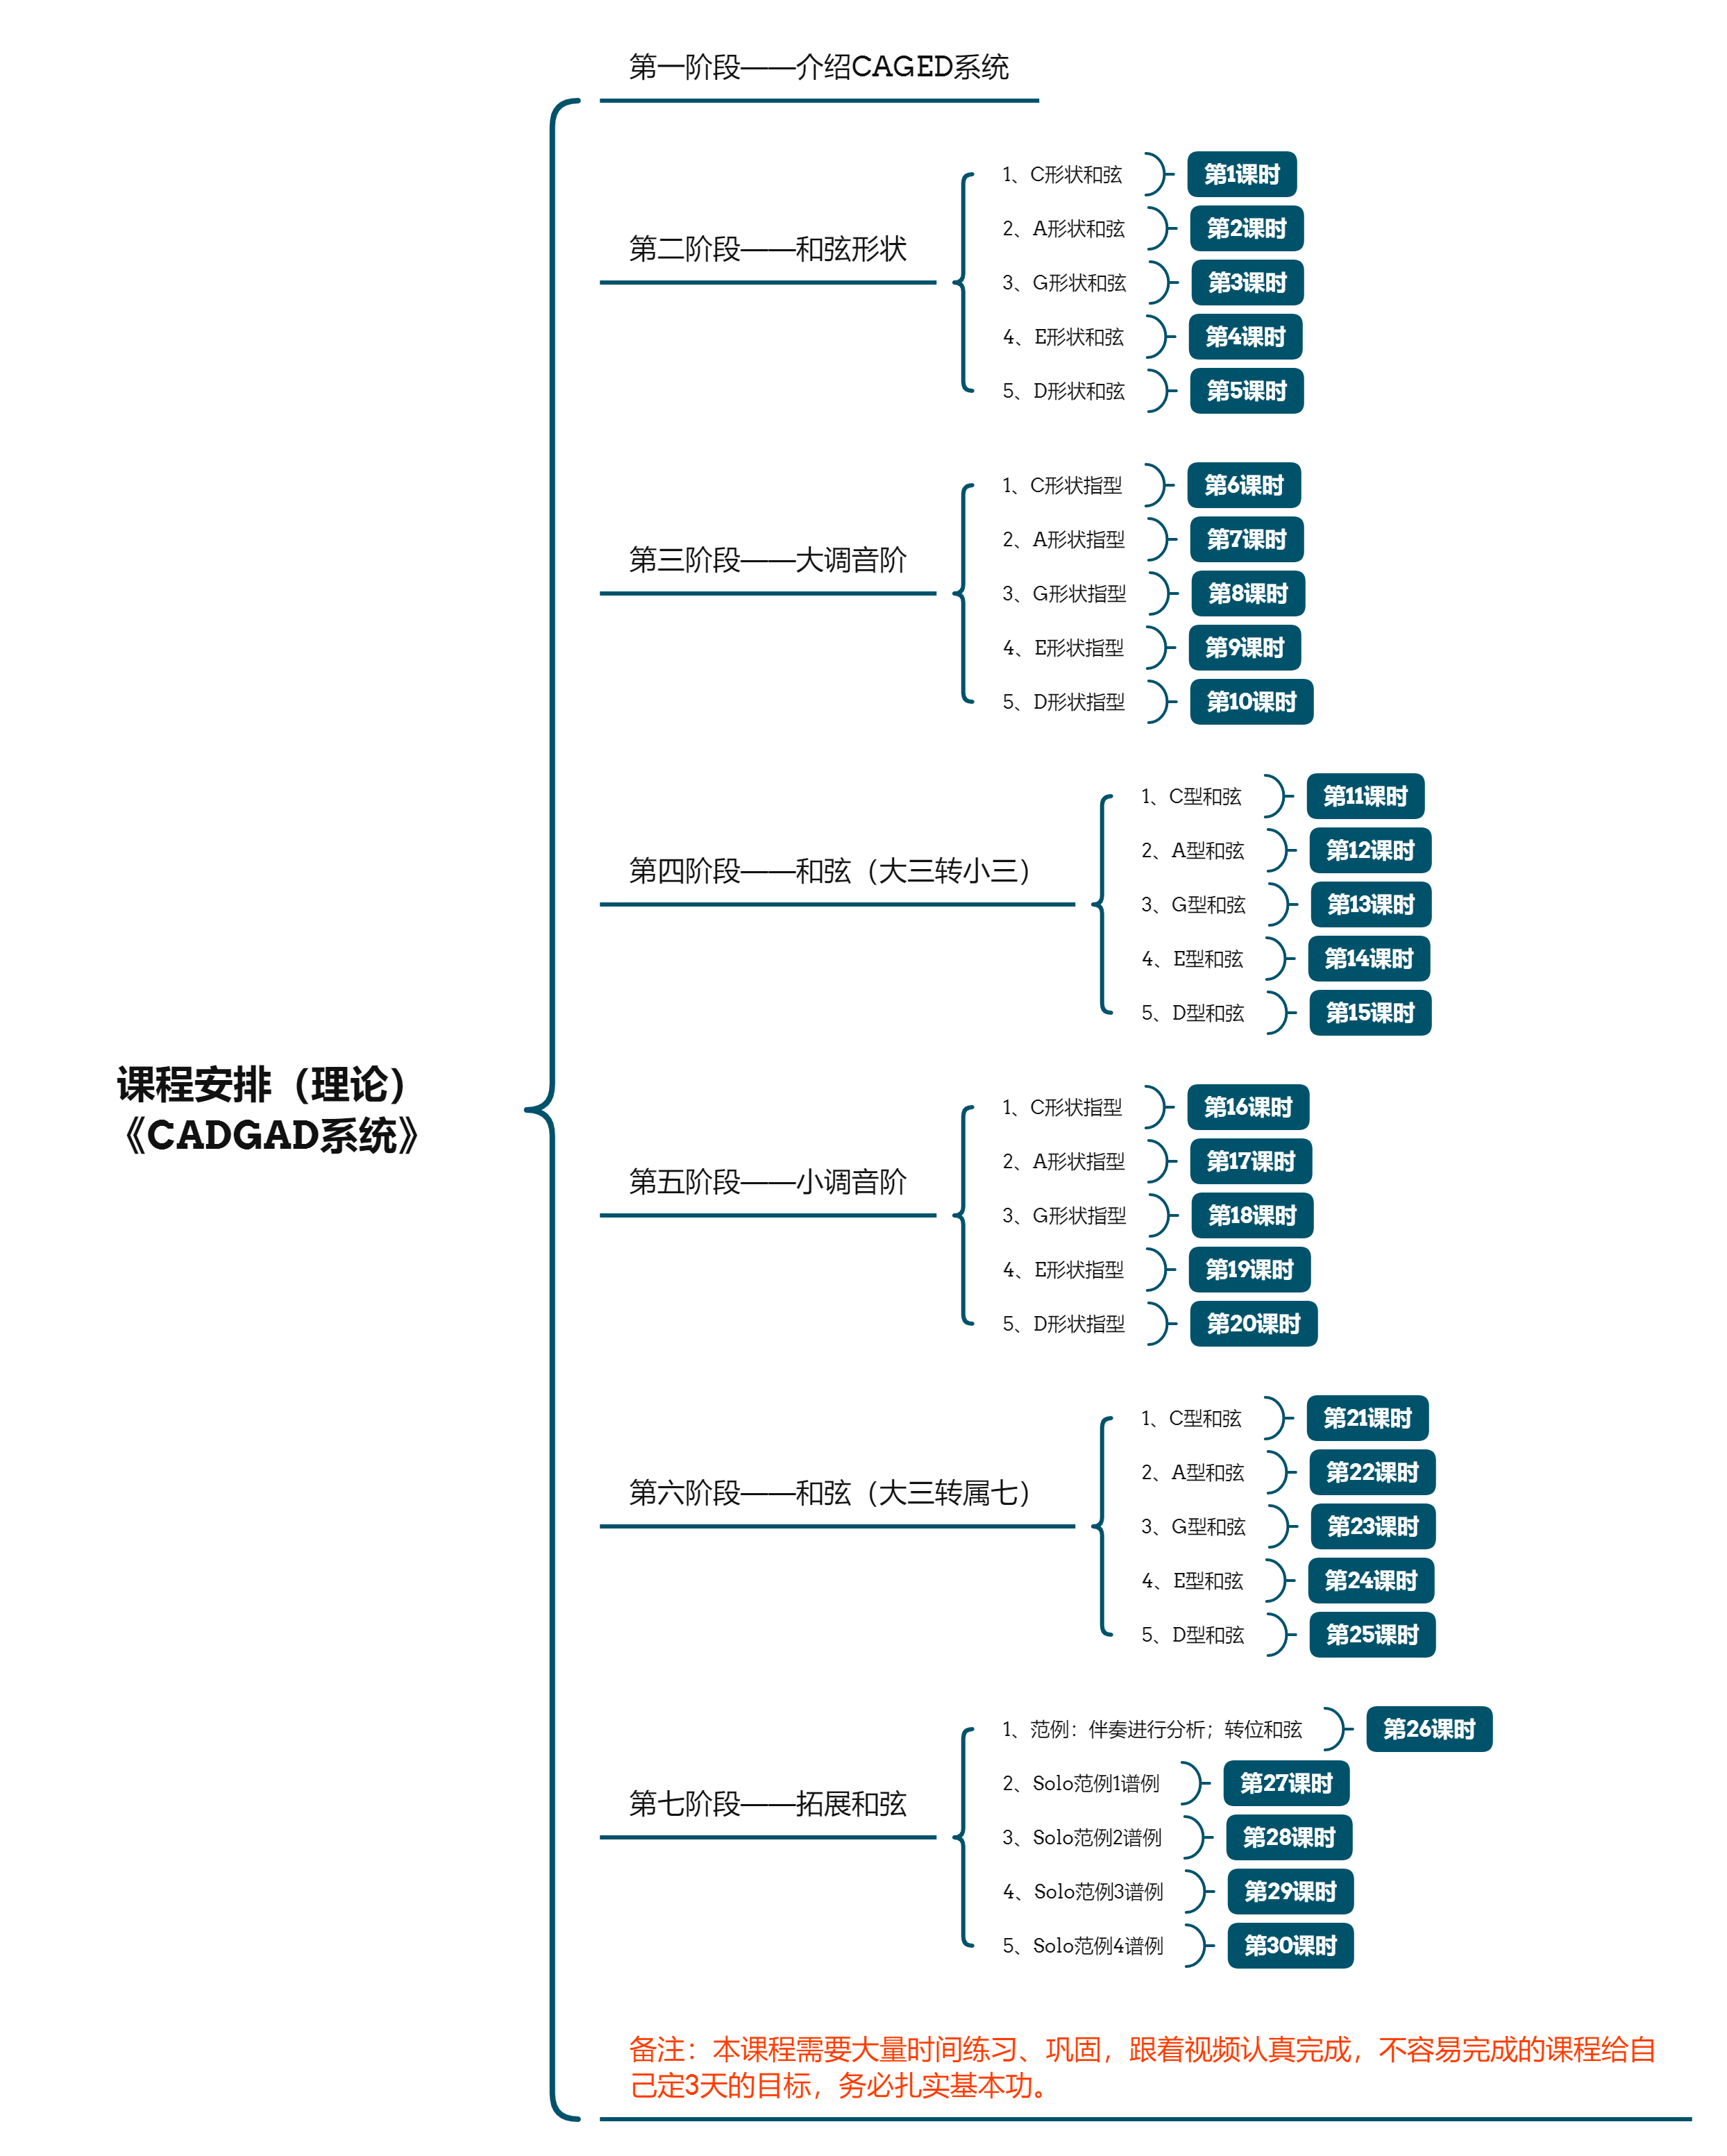 课程安排（理论）
《CADGAD系统》
第一阶段——介绍CAGED系统
第二阶段——和弦形状
1、C形状和弦
第1课时
2、A形状和弦
第2课时
3、G形状和弦
第3课时
4、E形状和弦
第4课时
5、D形状和弦
第5课时
第三阶段——大调音阶
1、C形状指型
第6课时
2、A形状指型
第7课时
3、G形状指型
第8课时
4、E形状指型
第9课时
5、D形状指型
第10课时
第四阶段——和弦（大三转小三）
1、C型和弦
第11课时
2、A型和弦
第12课时
3、G型和弦
第13课时
4、E型和弦
第14课时
5、D型和弦
第15课时
第五阶段——小调音阶
1、C形状指型
第16课时
2、A形状指型
第17课时
3、G形状指型
第18课时
4、E形状指型
第19课时
5、D形状指型
第20课时
第六阶段——和弦（大三转属七）
1、C型和弦
第21课时
2、A型和弦
第22课时
3、G型和弦
第23课时
4、E型和弦
第24课时
5、D型和弦
第25课时
第七阶段——拓展和弦
1、范例：伴奏进行分析；转位和弦
第26课时
2、Solo范例1谱例
第27课时
3、Solo范例2谱例
第28课时
4、Solo范例3谱例
第29课时
5、Solo范例4谱例
第30课时
备注：本课程需要大量时间练习、巩固，跟着视频认真完成，不容易完成的课程给自
己定3天的目标，务必扎实基本功。